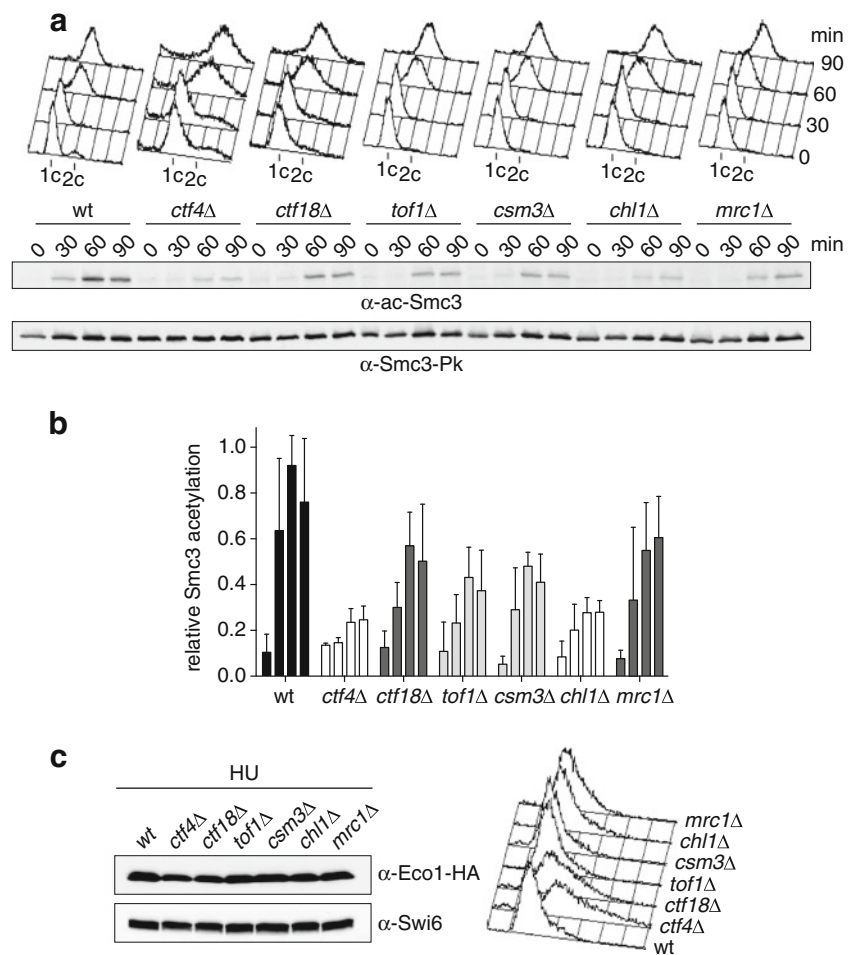 a
min
90
60
30
0
1c2c 1c2c 1c2c 1c2c 1c2c 1c2c 1c2c
wt ctf4Δ ctf18Δ tof1Δ csm3Δ chl1Δ mrc1Δ
0 30 60 90 0 30 60 90 0 30 60 90 0 30 60 90 0 30 60 90 0 30 60 90 0 30 60 90 min
α-ac-Smc3
α-Smc3-Pk
b
relative Smc3 acetylation
1.0
0.8
0.6
0.4
0.2
0.0
wt ctf4Δ ctf18Δ tof1Δ csm3Δ chl1Δ mrc1Δ
c
HU
wt ctf4Δ ctf18Δ tof1Δ csm3Δ chl1Δ mrc1Δ
α-Eco1-HA
α-Swi6
mrc1Δ
chl1Δ
csm3Δ
tof1Δ
ctf18Δ
ctf4Δ
wt